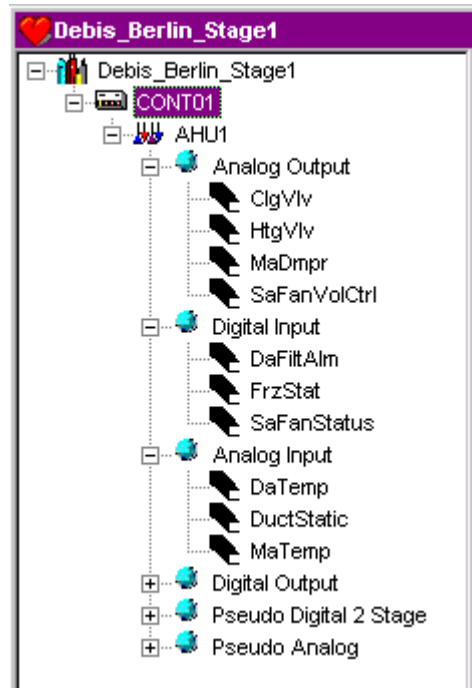 Debis_Berlin_Stage1
Debis_Berlin_Stage1
CONT01
AHU1
Analog Output
ClgVlv
HtgVlv
MaDmpr
SaFanVolCtrl
Digital Input
DaFiltAlm
FrzStat
SaFanStatus
Analog Input
DaTemp
DuctStatic
MaTemp
Digital Output
Pseudo Digital 2 Stage
Pseudo Analog